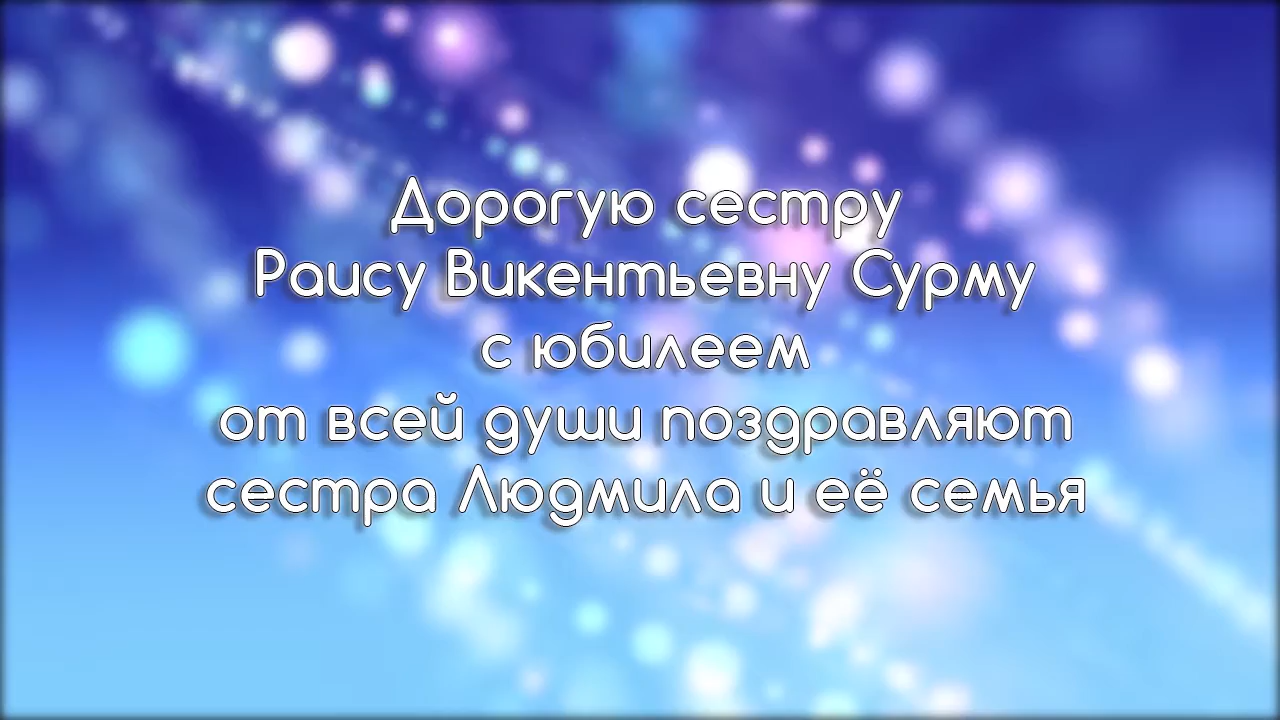 Дорогую сестру
Раису Викентьевну Сурму
с юбилеем
от всей души поздравляют
сестра Людмила и её семья